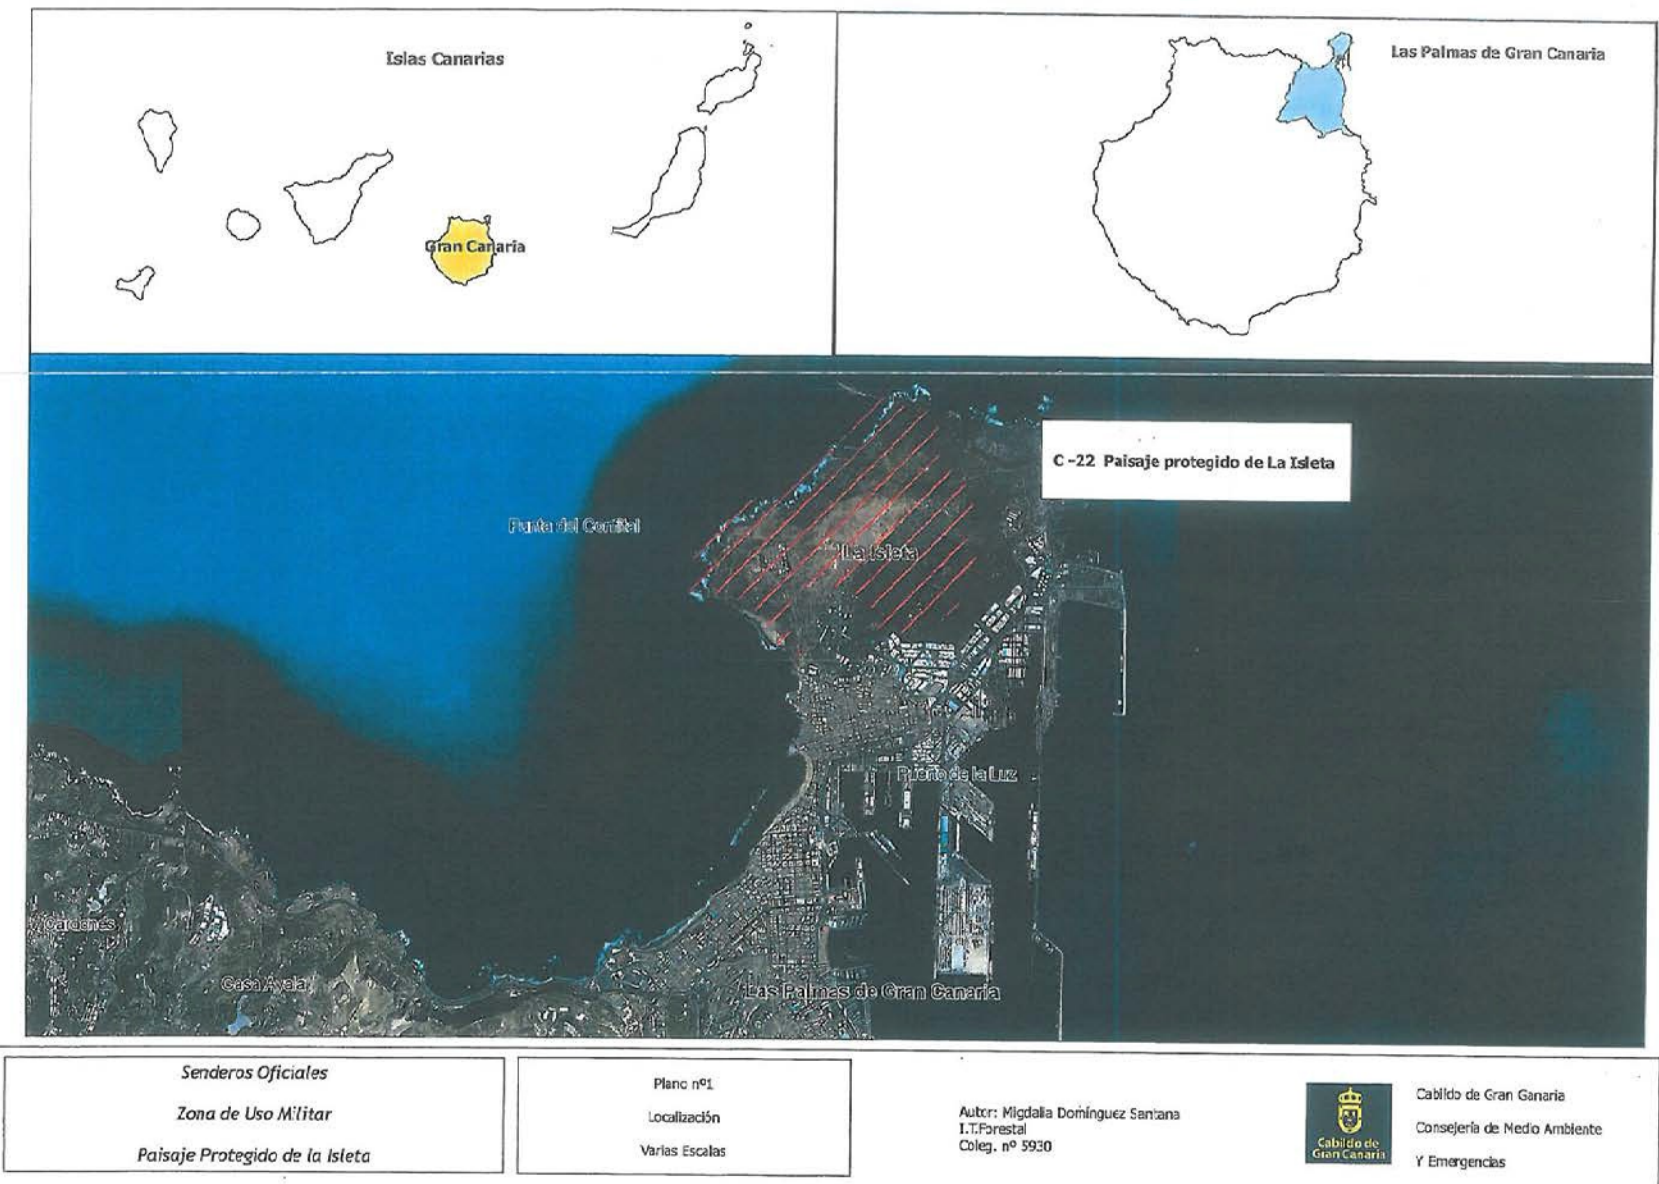 Islas Canarias
Gran Canaria
Las Palmas de Gran Canaria
C -22 Paisaje protegido de La Isleta
Punta del Confital
La Isleta
Puerto de la Luz
Cardones
Casa Ayala
Las Palmas de Gran Canaria
Senderos Oficiales
Zona de Uso Militar
Paisaje Protegido de la Isleta
Plano nº1
Localización
Varias Escalas
Autor: Migdalia Domínguez Santana
I.T.Forestal
Coleg. nº 5930
Cabildo de
Gran Canaria
Cabildo de Gran Ganaria
Consejería de Medio Ambiente
Y Emergencias